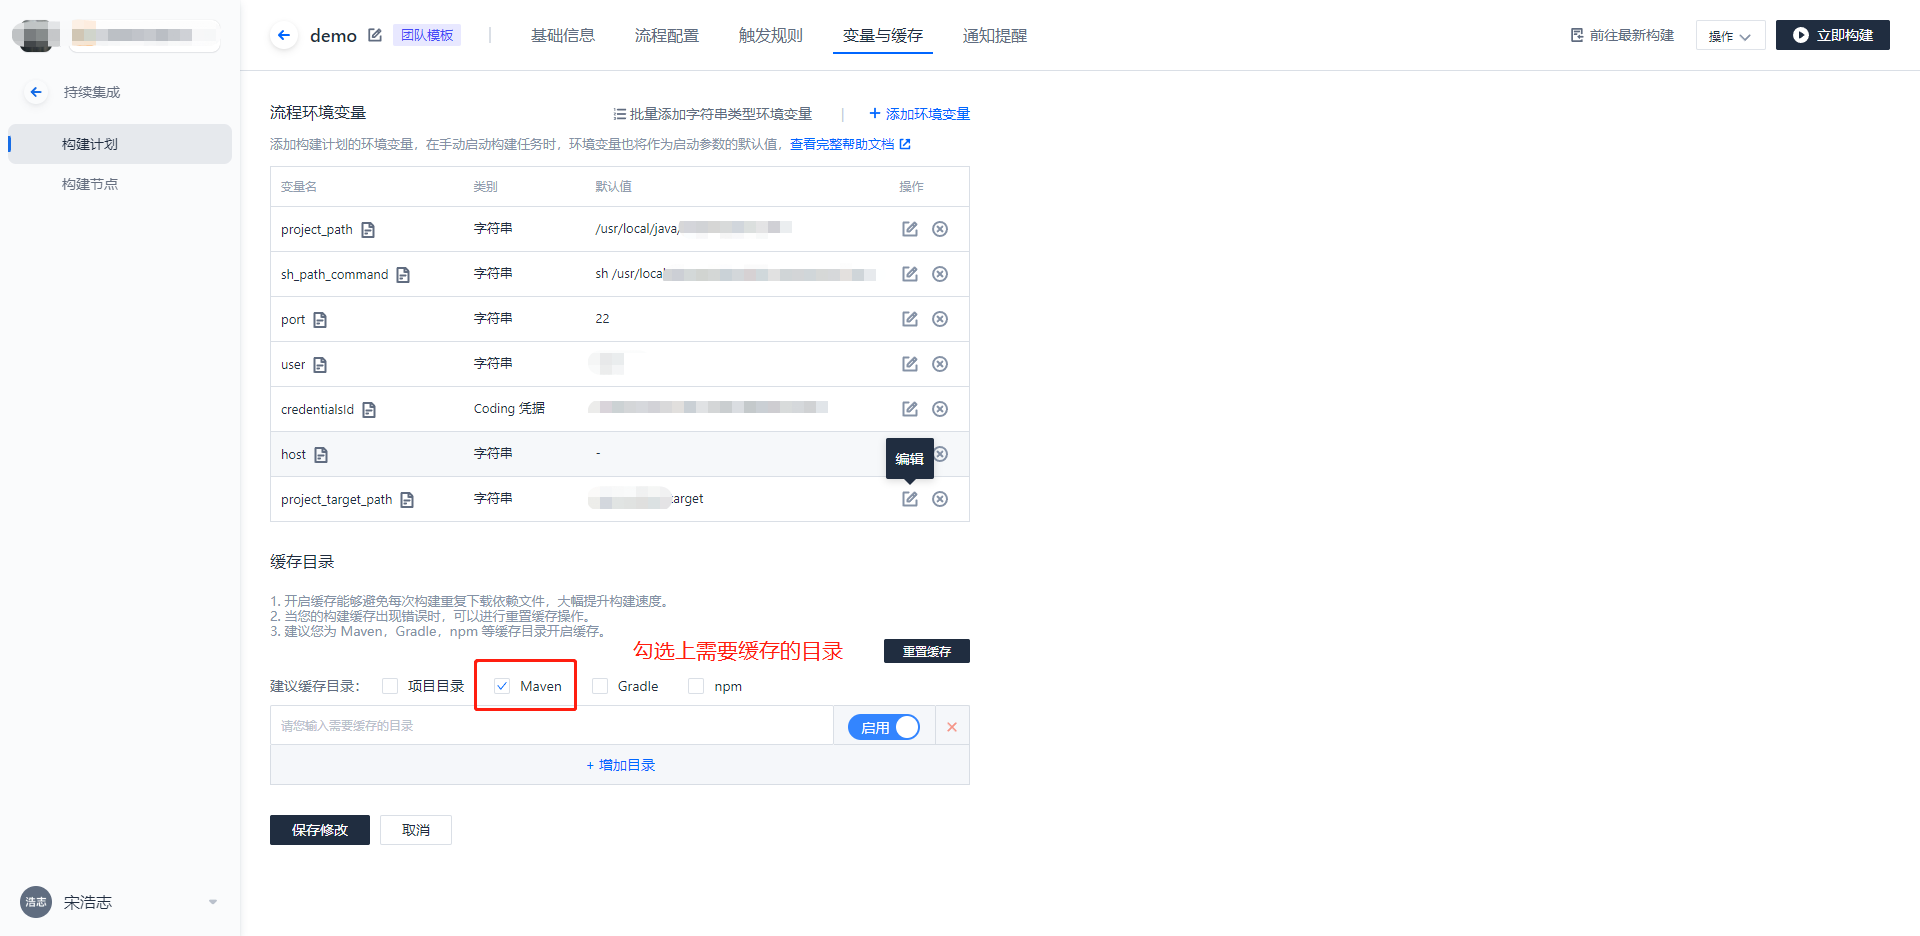 demo 团队模板 基础信息 流程配置 触发规则 变量与缓存 通知提醒 前往最新构建 操作 立即构建
持续集成
构建计划
构建节点
流程环境变量 批量添加字符串类型环境变量 | + 添加环境变量
添加构建计划的环境变量，在手动启动构建任务时，环境变量也将作为启动参数的默认值，查看完整帮助文档
变量名 类别 默认值 操作
project_path 字符串 /usr/local/java/
sh_path_command 字符串 sh /usr/local
port 字符串 22
user 字符串
credentialsId Coding 凭据
host 字符串 -
编辑
project_target_path 字符串 target
缓存目录
1. 开启缓存能够避免每次构建重复下载依赖文件，大幅提升构建速度。
2. 当您的构建缓存出现错误时，可以进行重置缓存操作。
3. 建议您为 Maven，Gradle，npm 等缓存目录开启缓存。
勾选上需要缓存的目录 重置缓存
建议缓存目录： 项目目录 Maven Gradle npm
请您输入需要缓存的目录 启用
+ 增加目录
保存修改 取消
浩志 宋浩志